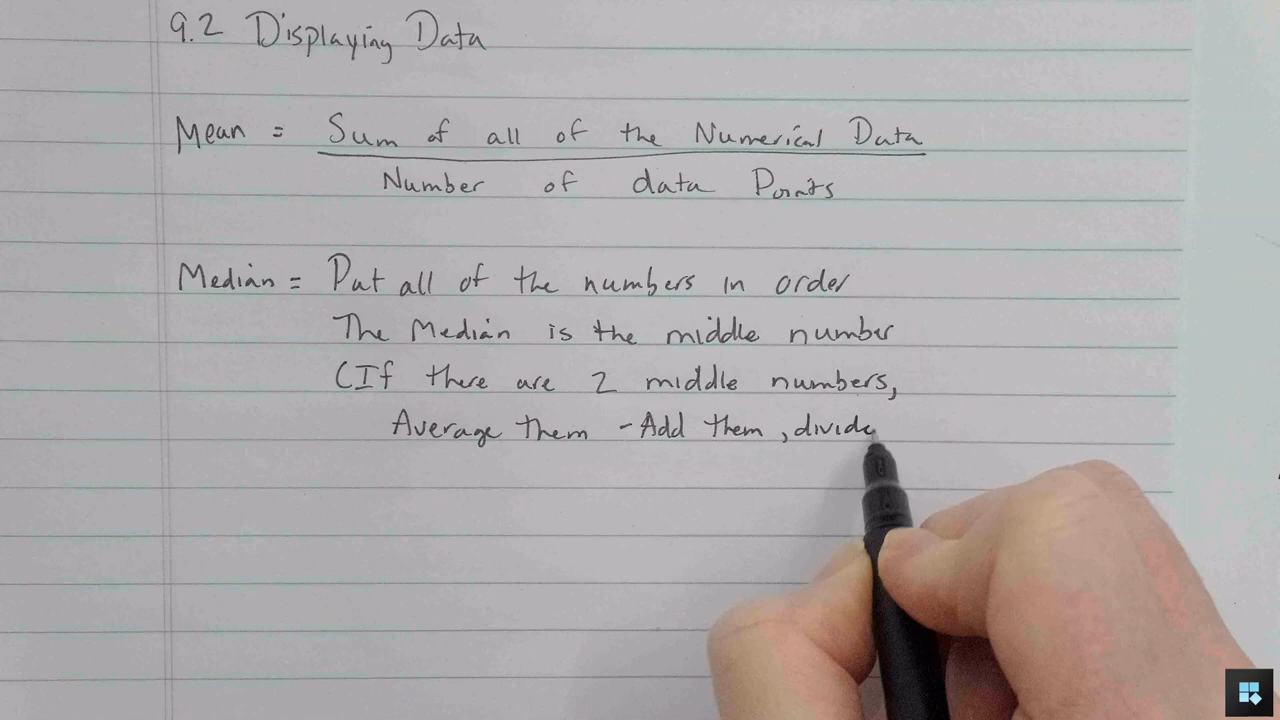 9.2 Displaying Data
Mean = Sum of all of the Numerical Data
Number of data Points
Median = Put all of the numbers in order
The Median is the middle number
(If there are 2 middle numbers,
Average them - Add them, divide